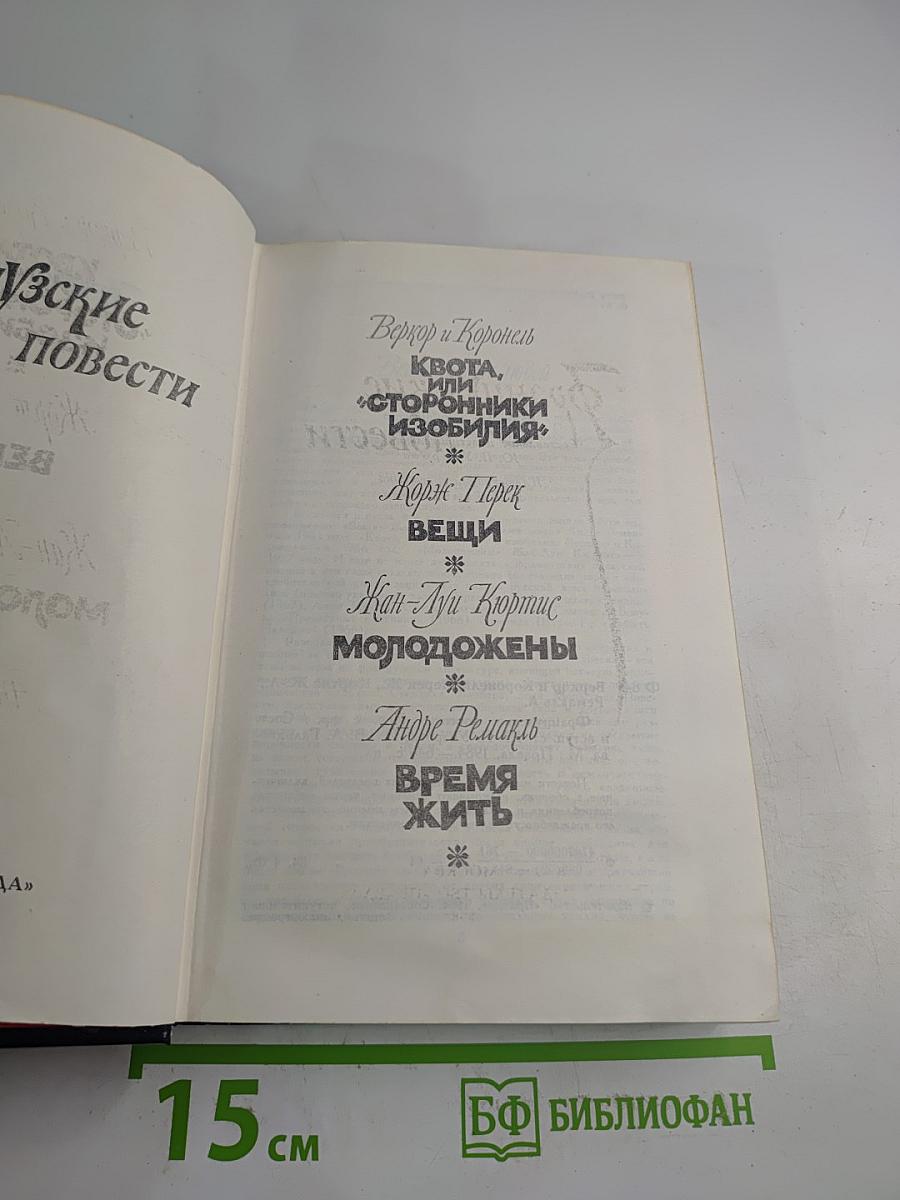 узские
повести
ДА»
Веркор и Коронель
КВОТА,
ИЛИ
«СТОРОННИКИ
ИЗОБИЛИЯ»
Жорж Перек
ВЕЩИ
Жан-Луи Кюртис
МОЛОДОЖЕНЫ
Андре Ремакль
ВРЕМЯ
ЖИТЬ
15 см
БФ БИБЛИОФАН